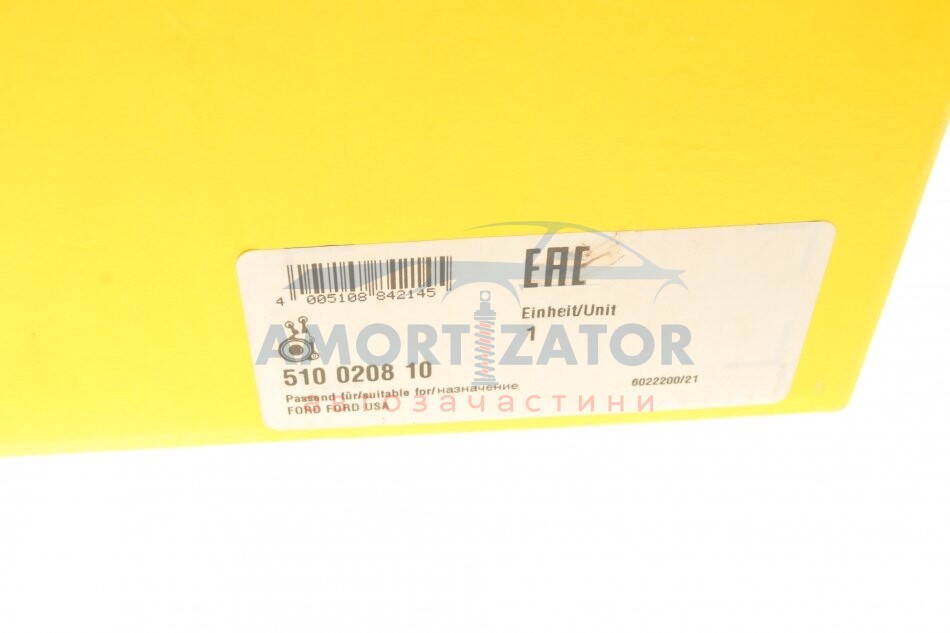 EAC
4 005108 842145
Einheit/Unit
1
AMORTIZATOR
510 0208 10
6022200/21
Passend für/suitable for/назначение
FORD FORD USA
автозачастини